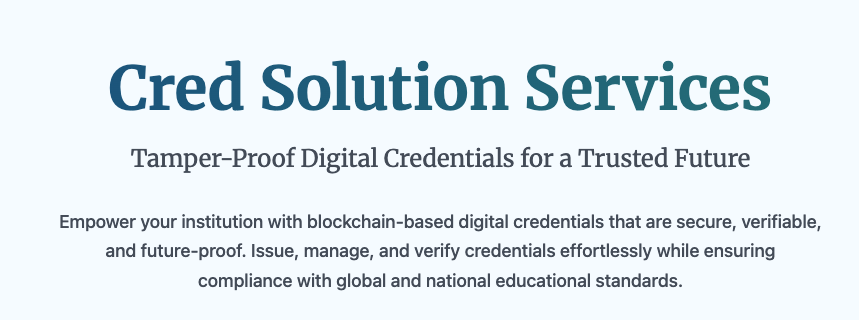 Cred Solution Services
Tamper-Proof Digital Credentials for a Trusted Future
Empower your institution with blockchain-based digital credentials that are secure, verifiable,
and future-proof. Issue, manage, and verify credentials effortlessly while ensuring
compliance with global and national educational standards.